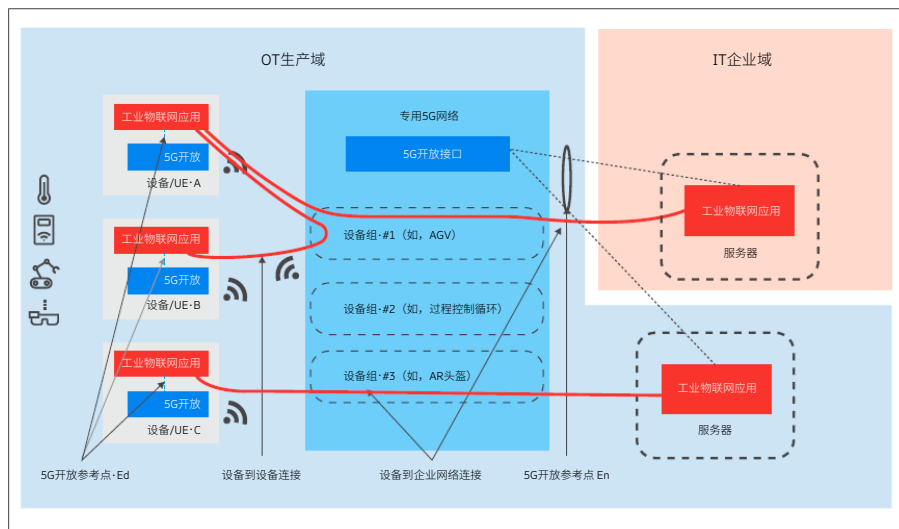 OT生产域
IT企业域
专用5G网络
5G开放接口
工业物联网应用
5G开放
设备/UE·A
工业物联网应用
5G开放
设备/UE·B
工业物联网应用
5G开放
设备/UE·C
设备组·#1（如，AGV）
设备组·#2（如，过程控制循环）
设备组·#3（如，AR头盔）
工业物联网应用
服务器
工业物联网应用
服务器
5G开放参考点·Ed
设备到设备连接
设备到企业网络连接
5G开放参考点 En